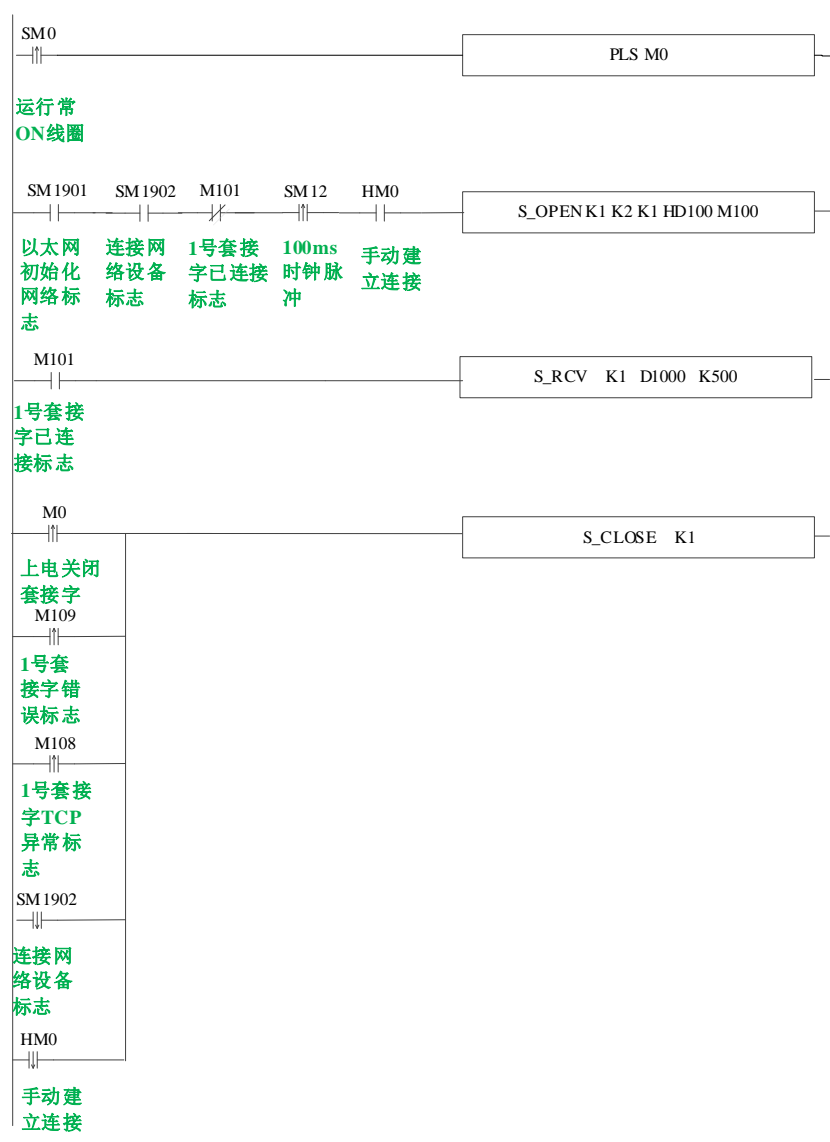 SM0
PLS M0
运行常
ON线圈
SM1901 SM1902 M101 SM12 HM0
S_OPEN K1 K2 K1 HD100 M100
以太网
初始化
网络标
志
连接网
络设备
标志
1号套接
字已连接
标志
100ms
时钟脉
冲
手动建
立连接
M101
S_RCV K1 D1000 K500
1号套接
字已连
接标志
M0
S_CLOSE K1
上电关闭
套接字
M109
1号套
接字错
误标志
M108
1号套接
字TCP
异常标
志
SM1902
连接网
络设备
标志
HM0
手动建
立连接